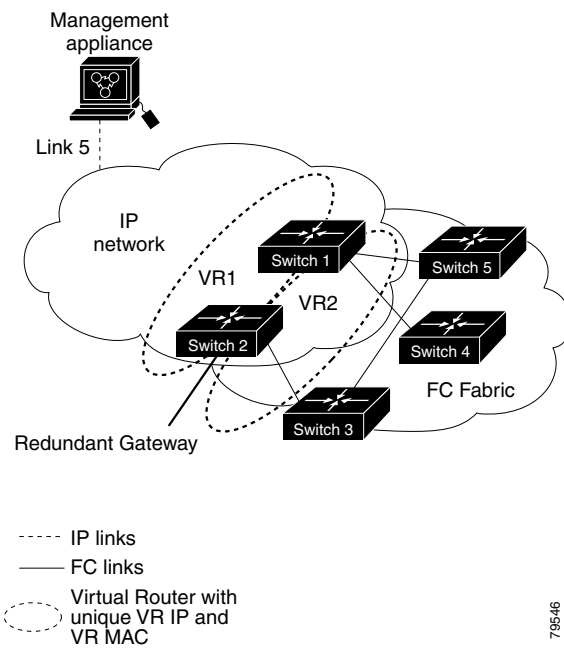 Management
appliance
Link 5
IP
network
Switch 1
Switch 5
VR1
VR2
Switch 2
Switch 4
FC Fabric
Switch 3
Redundant Gateway
IP links
FC links
Virtual Router with
unique VR IP and
VR MAC
79546